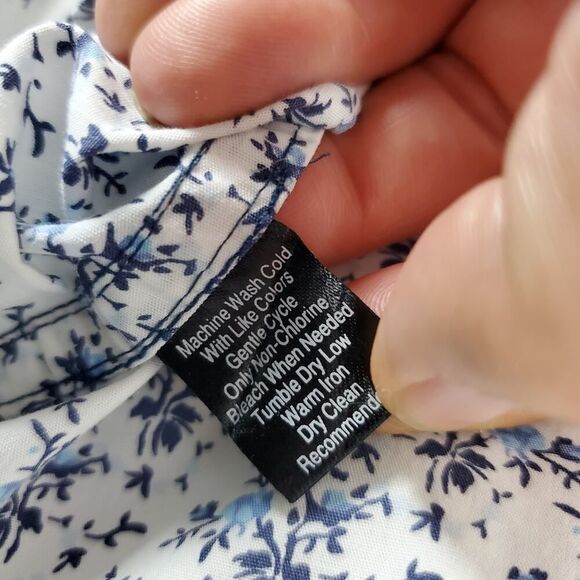 Machine Wash Cold
With Like Colors
Gentle Cycle
Only Non-Chlorine
Bleach When Needed
Tumble Dry Low
Warm Iron
Dry Clean
Recommend